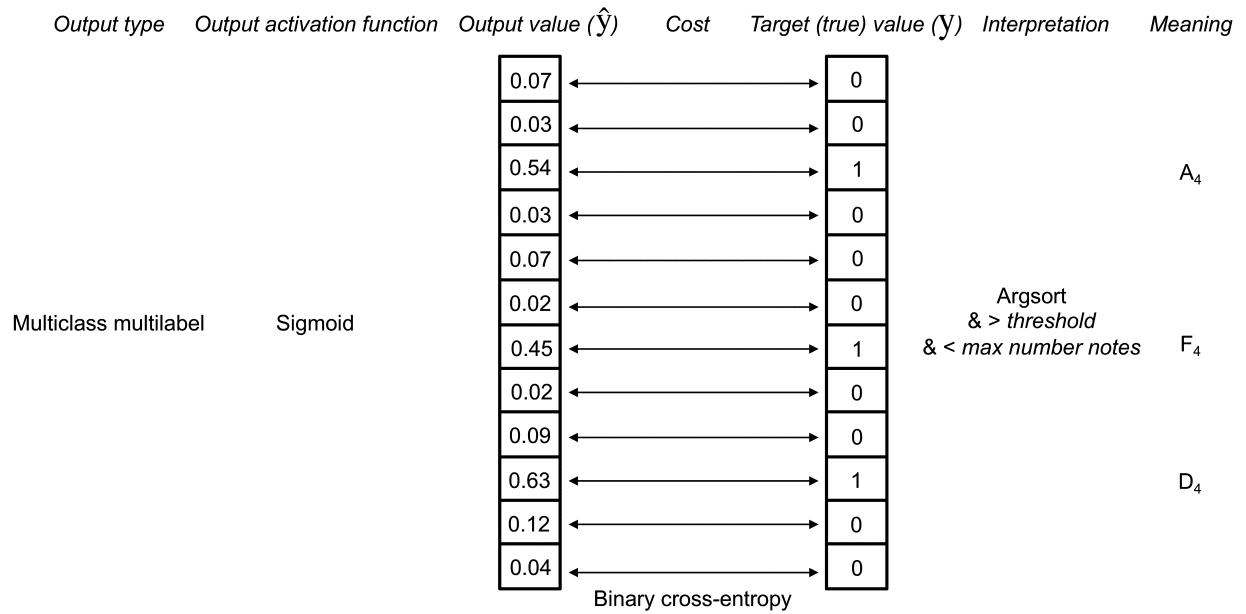 Output type Output activation function Output value (ŷ) Cost Target (true) value (y) Interpretation Meaning
0.07 0
0.03 0
0.54 1 A₄
0.03 0
0.07 0
0.02 0
Argsort
Multiclass multilabel Sigmoid & > threshold
0.45 1 & < max number notes F₄
0.02 0
0.09 0
0.63 1 D₄
0.12 0
0.04 0
Binary cross-entropy